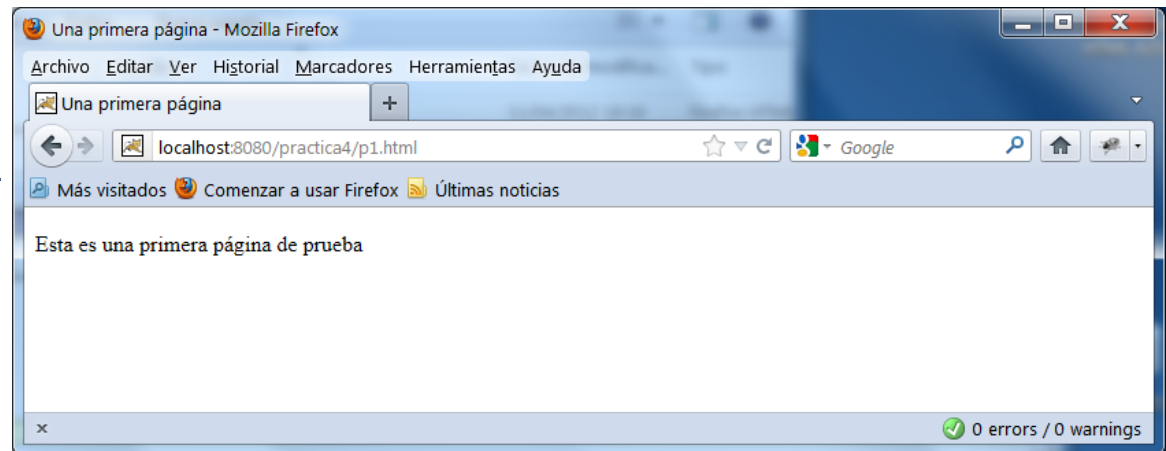 Una primera página - Mozilla Firefox
Archivo Editar Ver Historial Marcadores Herramientas Ayuda
Una primera página +
localhost:8080/practica4/p1.html Google
Más visitados Comenzar a usar Firefox Últimas noticias
Esta es una primera página de prueba
x 0 errors / 0 warnings